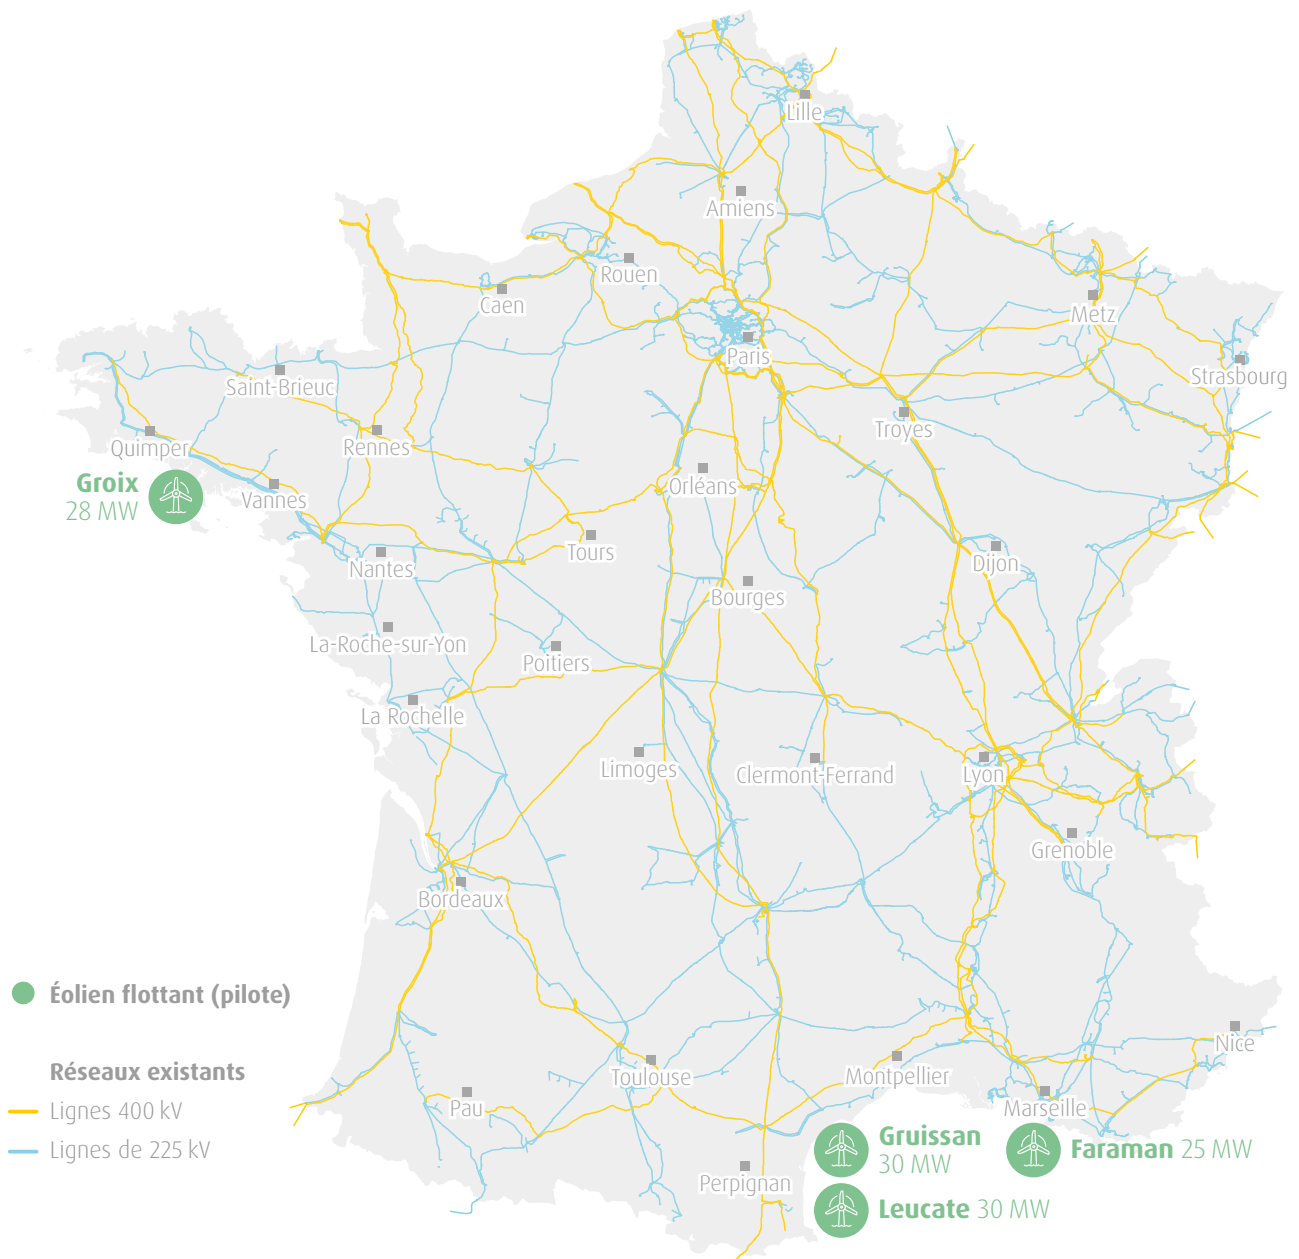 Lille
Amiens
Rouen
Caen
Metz
Paris
Strasbourg
Saint-Brieuc
Troyes
Quimper
Rennes
Groix
28 MW
Orléans
Vannes
Tours
Nantes
Dijon
Bourges
La-Roche-sur-Yon
Poitiers
La Rochelle
Limoges
Clermont-Ferrand
Lyon
Grenoble
Bordeaux
Éolien flottant (pilote)
Réseaux existants
Lignes 400 kV
Lignes de 225 kV
Nice
Toulouse
Montpellier
Pau
Marseille
Gruissan
30 MW
Faraman 25 MW
Perpignan
Leucate 30 MW